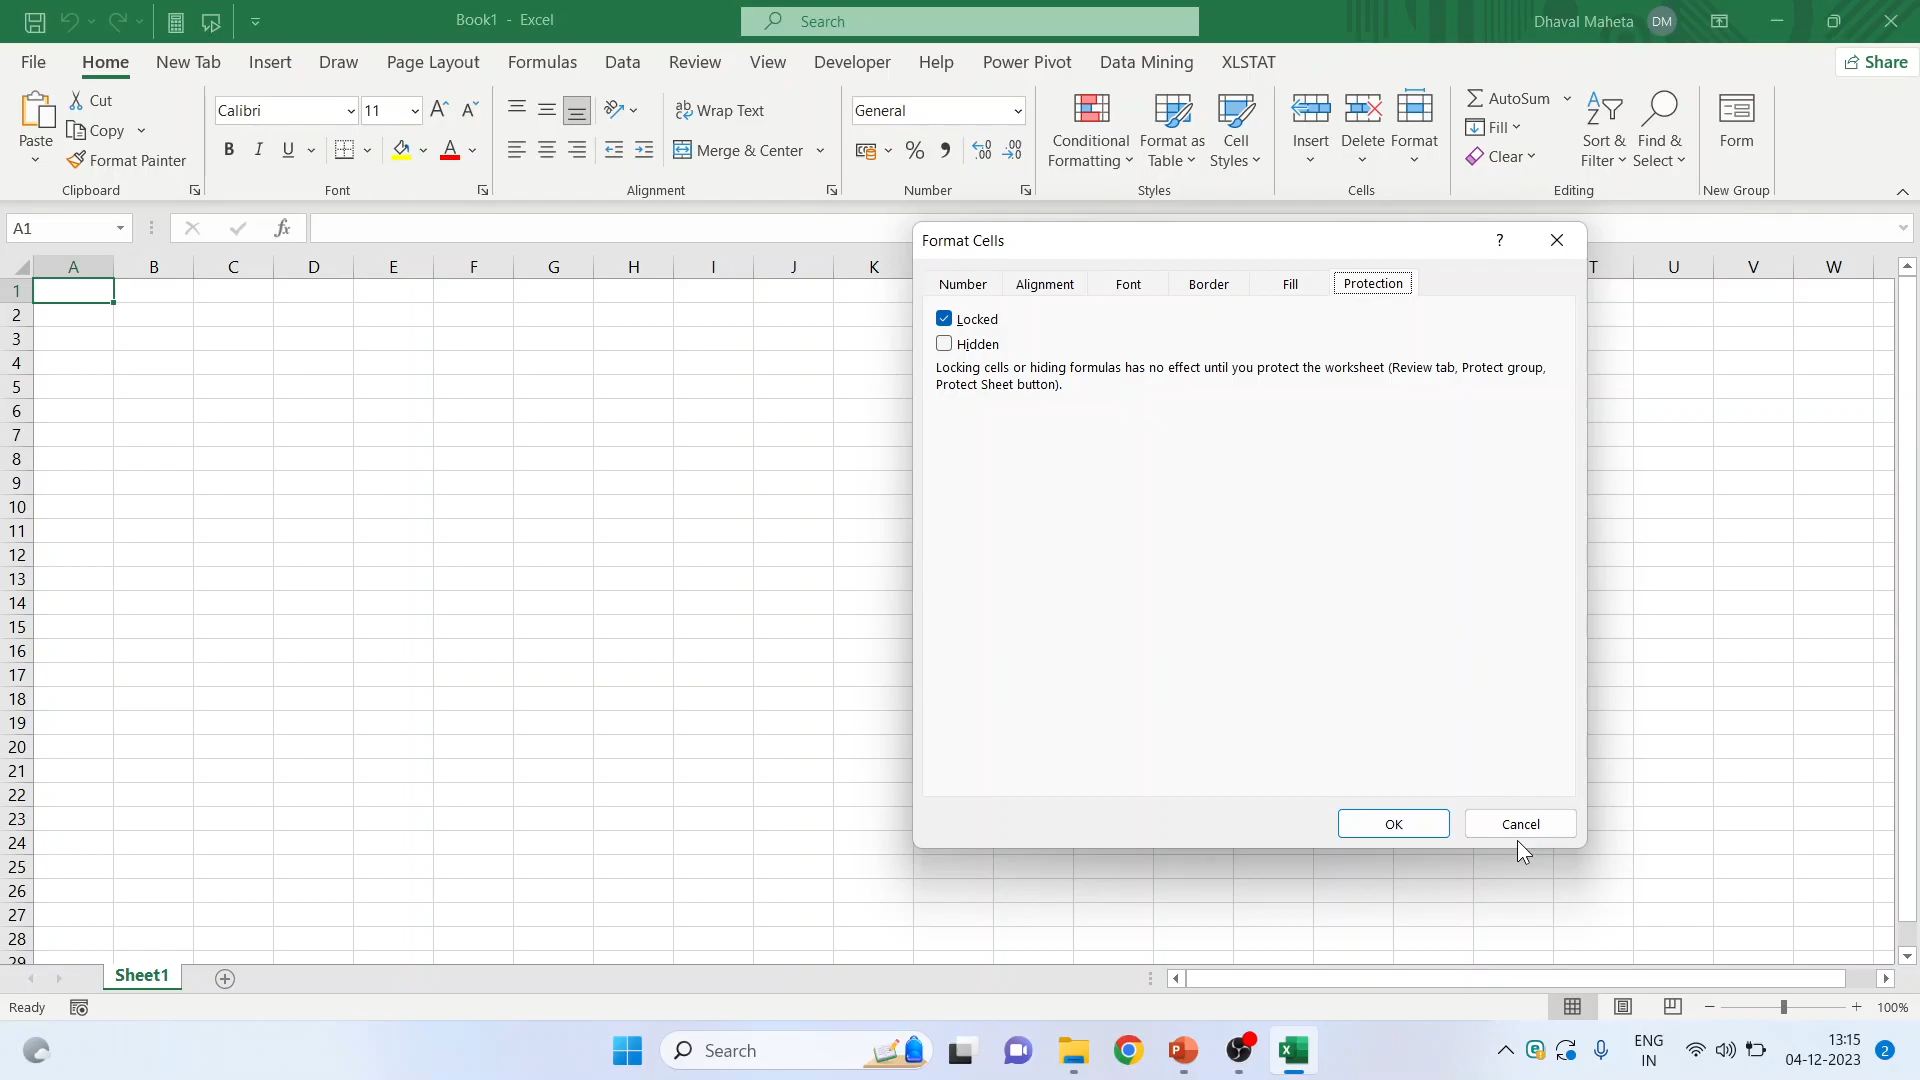 Book1 - Excel
Search
Dhaval Maheta DM
File Home New Tab Insert Draw Page Layout Formulas Data Review View Developer Help Power Pivot Data Mining XLSTAT Share
Paste
Cut
Copy
Format Painter
Clipboard
Calibri 11
B I U
Font
Wrap Text
Merge & Center
Alignment
General
Number
Conditional Formatting
Format as Table
Cell Styles
Styles
Insert Delete Format
Cells
AutoSum
Fill
Clear
Sort & Filter
Find & Select
Editing
Form
New Group
A1 fx
A B C D E F G H I J K T U V W
1
2
3
4
5
6
7
8
9
10
11
12
13
14
15
16
17
18
19
20
21
22
23
24
25
26
27
28
29
Format Cells ?
Number Alignment Font Border Fill Protection
Locked
Hidden
Locking cells or hiding formulas has no effect until you protect the worksheet (Review tab, Protect group,
Protect Sheet button).
OK Cancel
Sheet1
Ready 100%
Search
ENG
IN
13:15
04-12-2023
2